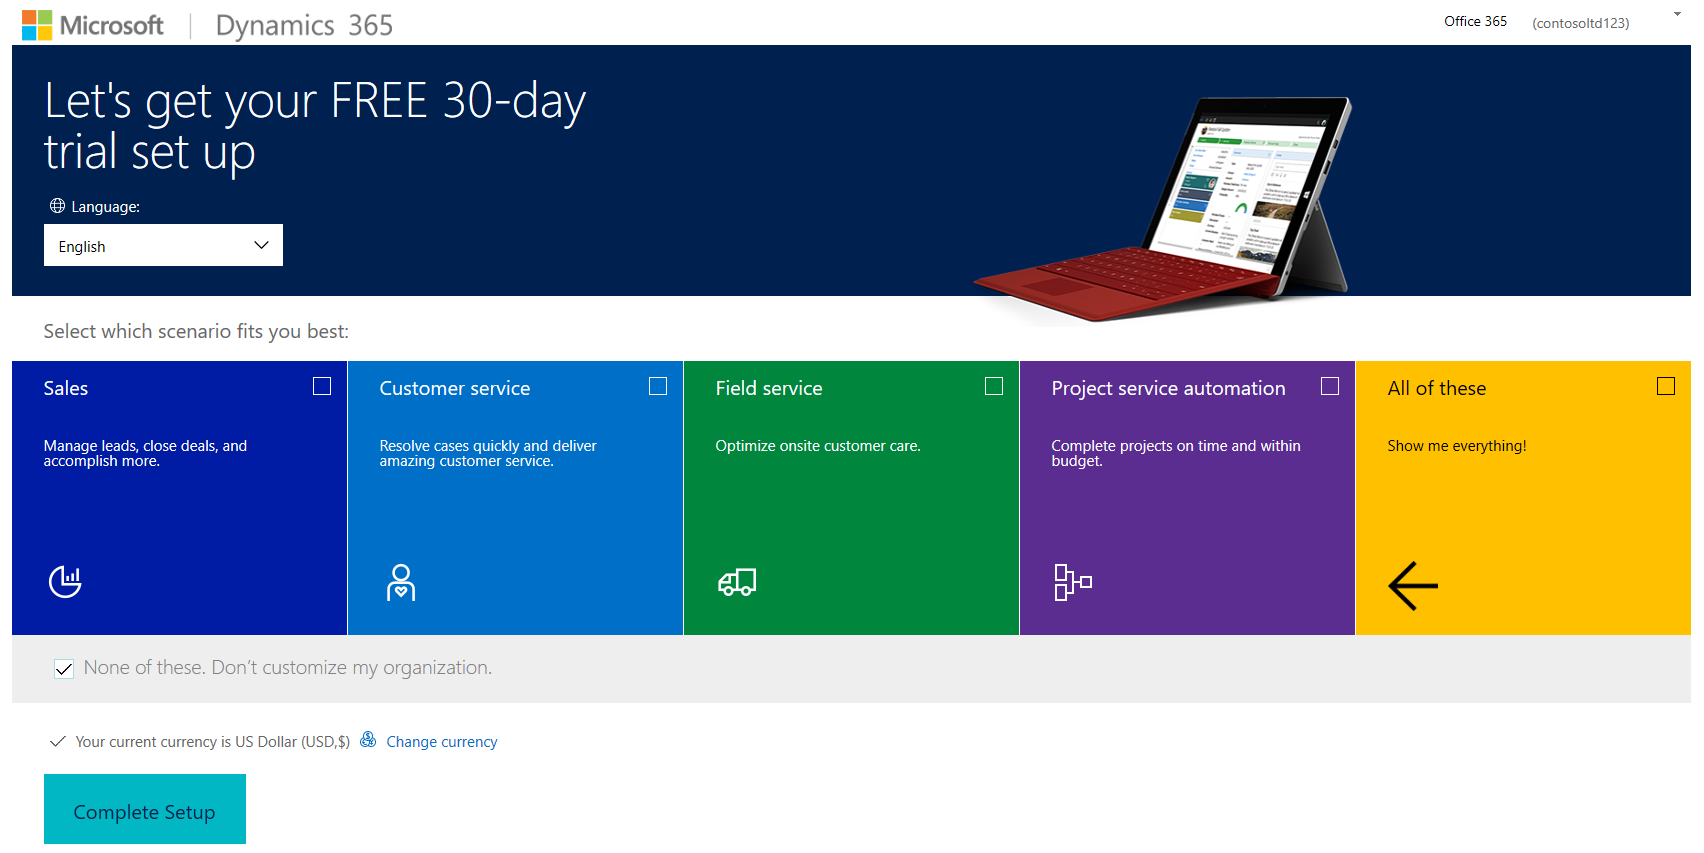 Microsoft | Dynamics 365
Office 365 (contosoltd123)
Let's get your FREE 30-day
trial set up
Language:
English
Select which scenario fits you best:
Sales
Manage leads, close deals, and
accomplish more.
Customer service
Resolve cases quickly and deliver
amazing customer service.
Field service
Optimize onsite customer care.
Project service automation
Complete projects on time and within
budget.
All of these
Show me everything!
None of these. Don’t customize my organization.
Your current currency is US Dollar (USD,$) Change currency
Complete Setup